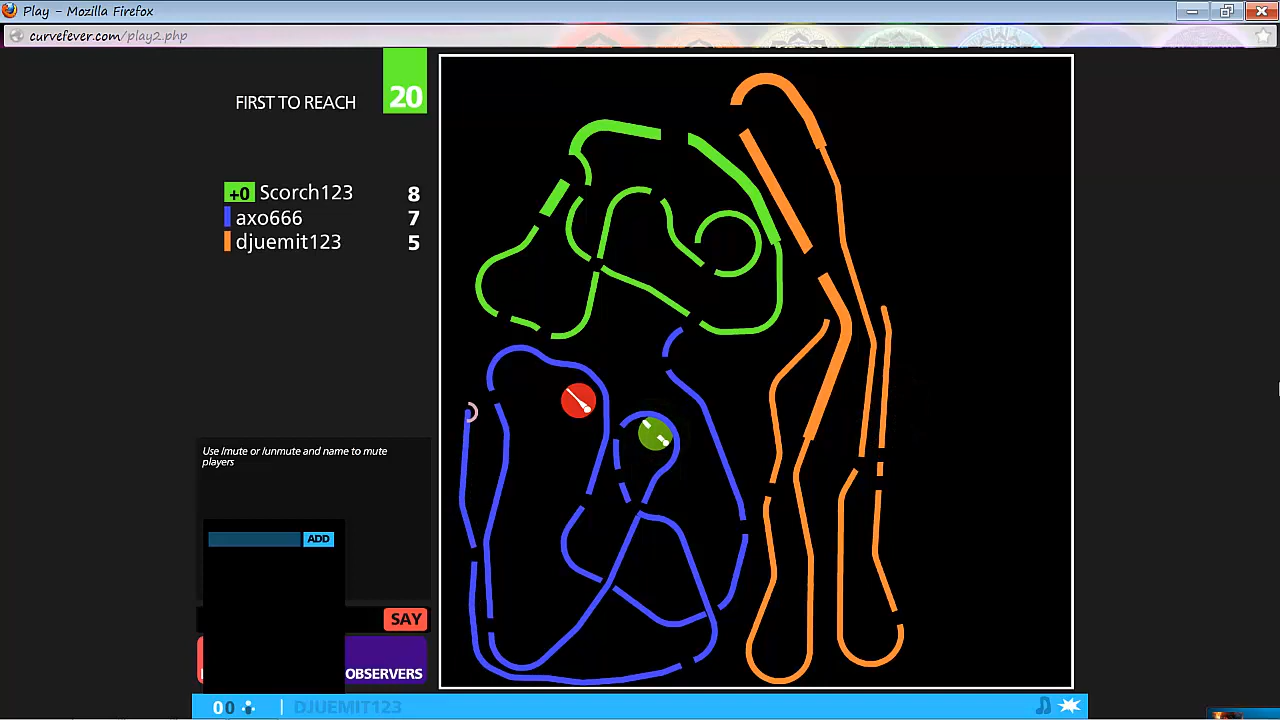 Play - Mozilla Firefox
curvefever.com/play2.php
FIRST TO REACH
20
+0 Scorch123 8
axo666 7
djuemit123 5
Use /mute or /unmute and name to mute
players
ADD
SAY
OBSERVERS
00
DJUEMIT123